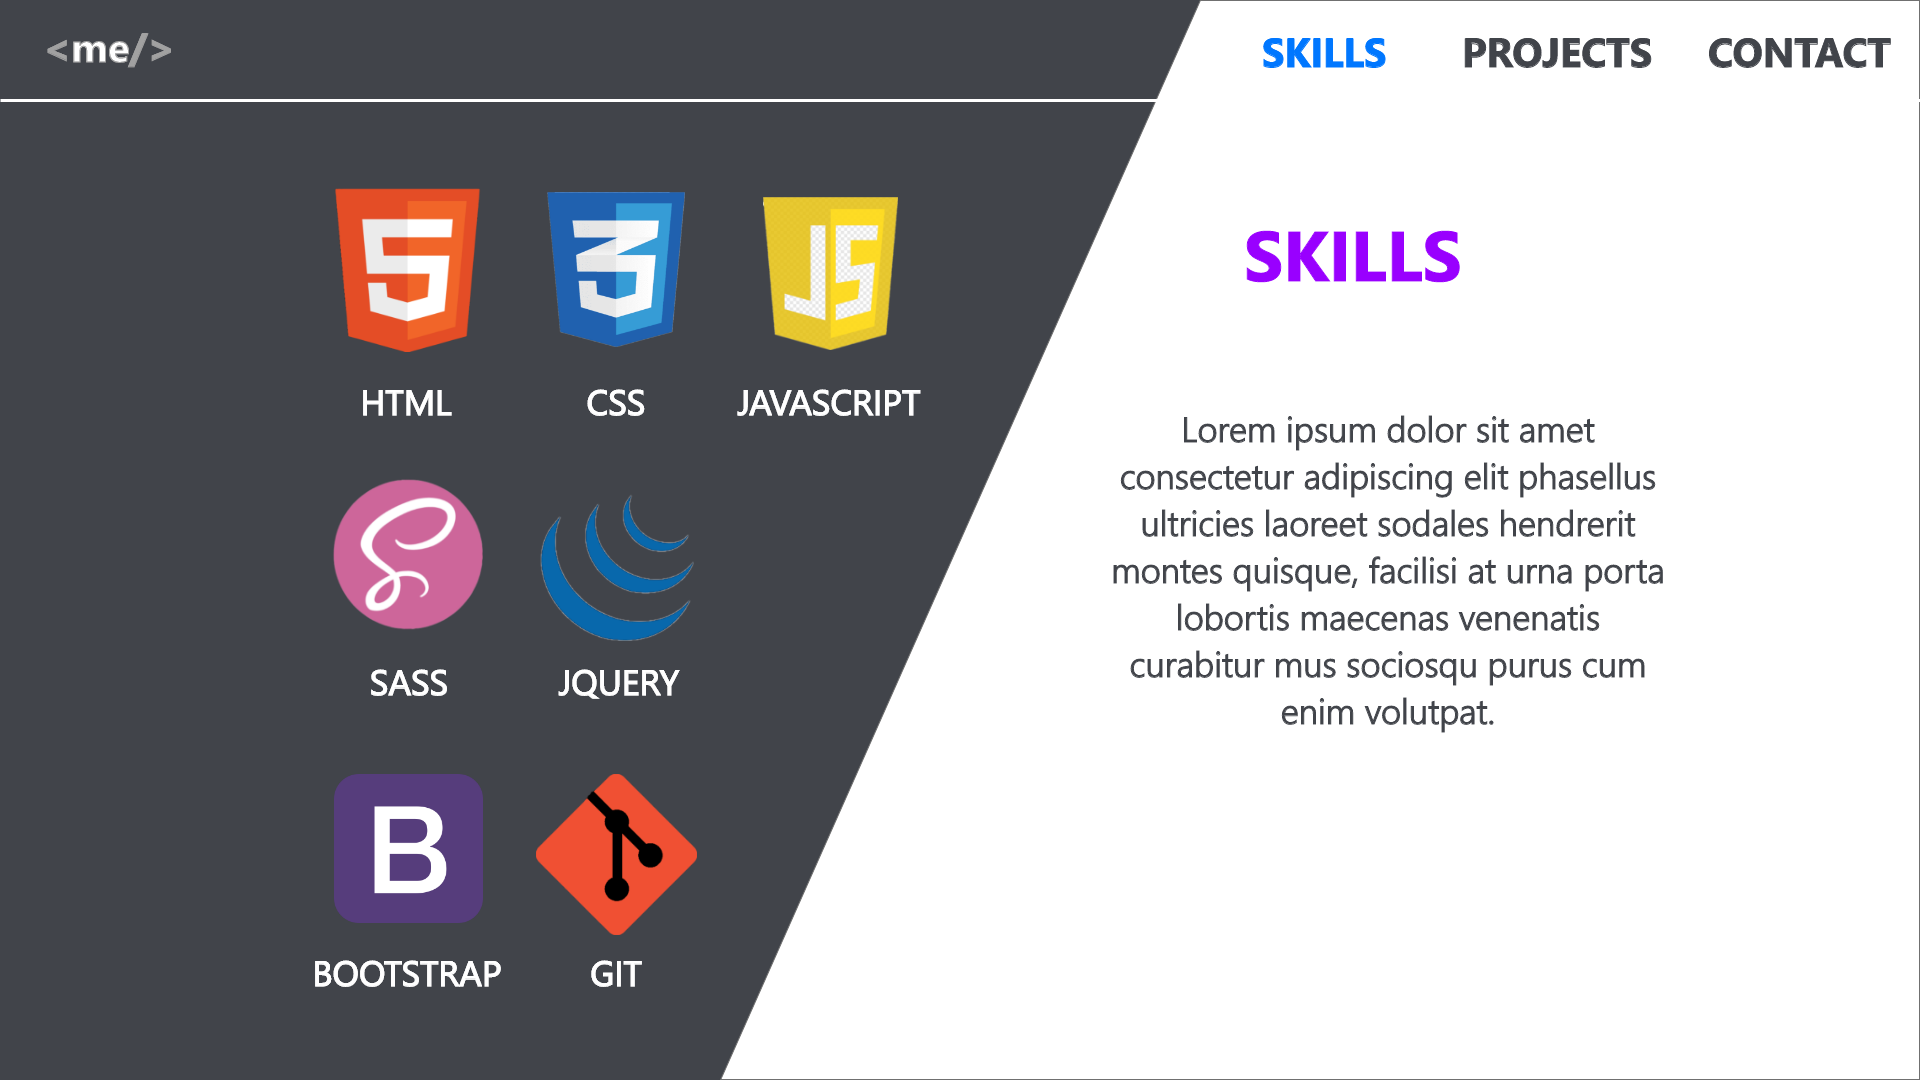 <me/>
SKILLS
PROJECTS
CONTACT
5
3
JS
HTML
CSS
JAVASCRIPT
S
SASS
JQUERY
B
BOOTSTRAP
GIT
SKILLS
Lorem ipsum dolor sit amet
consectetur adipiscing elit phasellus
ultricies laoreet sodales hendrerit
montes quisque, facilisi at urna porta
lobortis maecenas venenatis
curabitur mus sociosqu purus cum
enim volutpat.